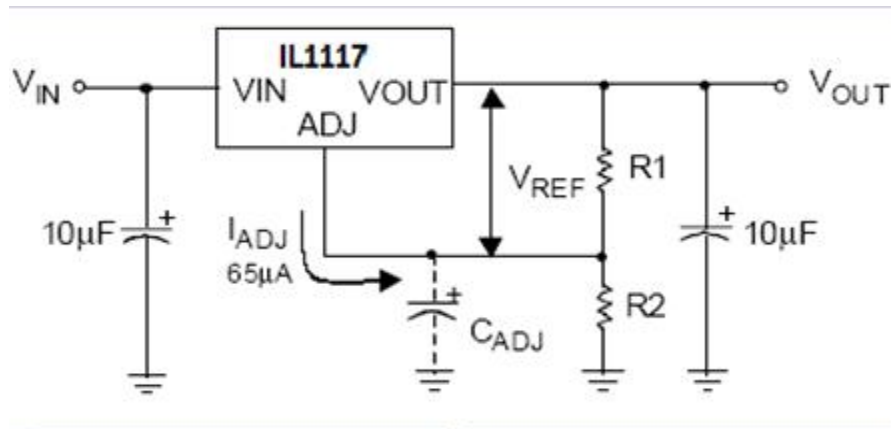 IL1117
VIN
VIN
VOUT
VOUT
ADJ
VREF
R1
10μF
+
IADJ
65μA
+
CADJ
R2
+
10μF